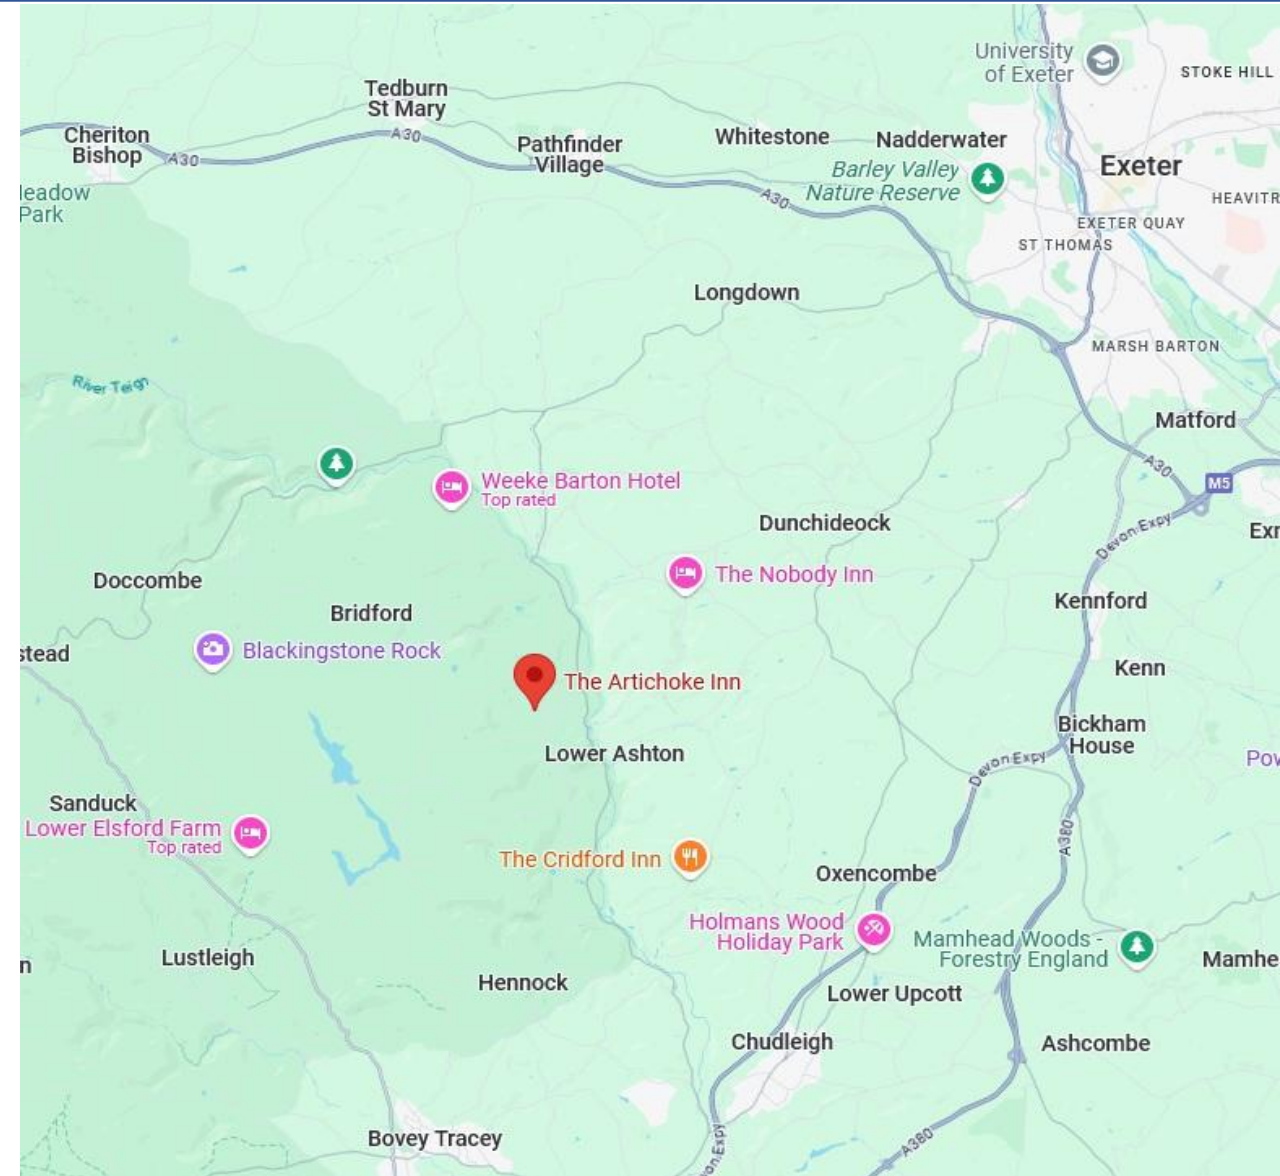 University
of Exeter
STOKE HILL
Tedburn
St Mary
Cheriton
Bishop
A30
A30
Pathfinder
Village
Whitestone
Nadderwater
Exeter
Barley Valley
Nature Reserve
A30
leadow
Park
HEAVITR
EXETER QUAY
ST THOMAS
Longdown
MARSH BARTON
River Teign
Matford
A30
M5
Weeke Barton Hotel
Top rated
Dunchideock
Devon Expy
Exr
Doccombe
The Nobody Inn
Bridford
Kennford
stead
Blackingstone Rock
Kenn
The Artichoke Inn
Bickham
House
Lower Ashton
Devon Expy
Pov
Sanduck
Lower Elsford Farm
Top rated
A380
The Cridford Inn
Oxencombe
Holmans Wood
Holiday Park
Mamhead Woods -
Forestry England
Mamhe
Lustleigh
n
Hennock
Lower Upcott
Chudleigh
Ashcombe
Bovey Tracey
von Expy
A380